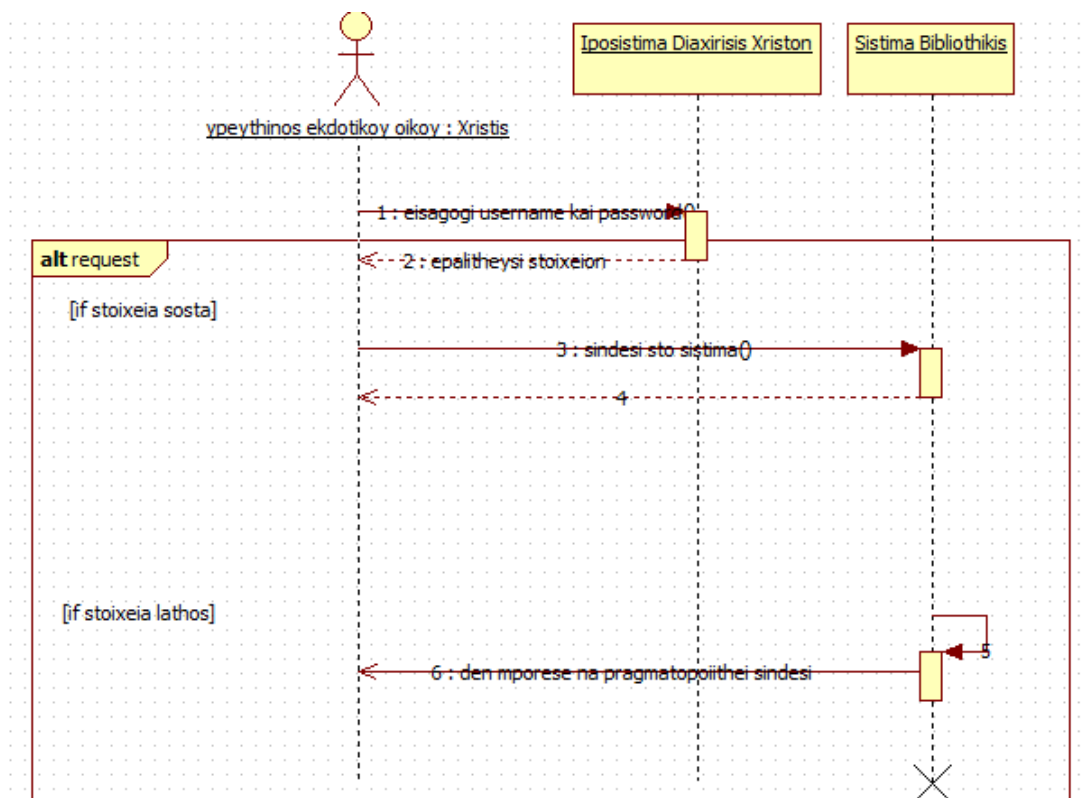 Iposistima Diaxirisis Xriston
Sistima Bibliothikis
ypeythinos ekdotikoy oikoy : Xristis
1 : eisagogi username kai password()
alt request
2 : epalitheysi stoixeion
[if stoixeia sosta]
3 : sindesi sto sistima()
4
[if stoixeia lathos]
5
6 : den mporese na pragmatopoiithei sindesi